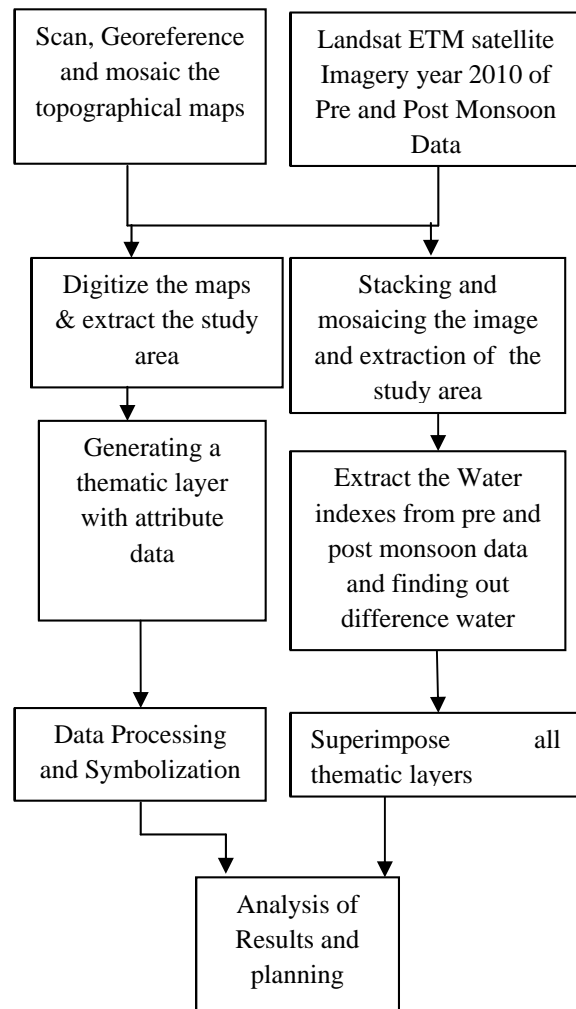 Scan, Georeference
and mosaic the
topographical maps
Landsat ETM satellite
Imagery year 2010 of
Pre and Post Monsoon
Data
Digitize the maps
& extract the study
area
Stacking and
mosaicing the image
and extraction of the
study area
Generating a
thematic layer
with attribute
data
Extract the Water
indexes from pre and
post monsoon data
and finding out
difference water
Data Processing
and Symbolization
Superimpose all
thematic layers
Analysis of
Results and
planning